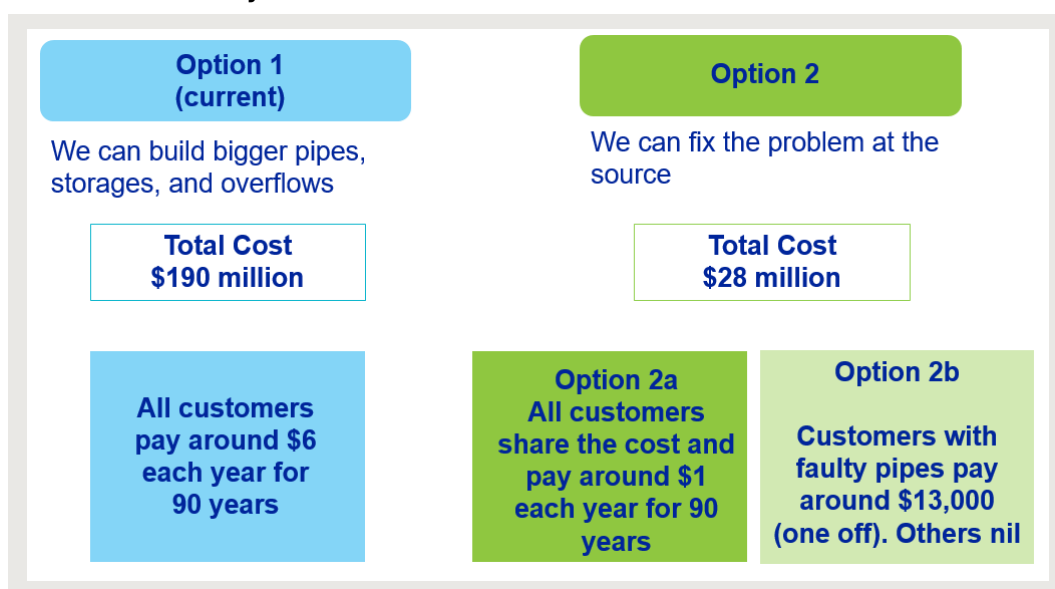 Option 1
(current)
We can build bigger pipes,
storages, and overflows
Total Cost
$190 million
All customers
pay around $6
each year for
90 years
Option 2
We can fix the problem at the
source
Total Cost
$28 million
Option 2a
All customers
share the cost and
pay around $1
each year for 90
years
Option 2b
Customers with
faulty pipes pay
around $13,000
(one off). Others nil